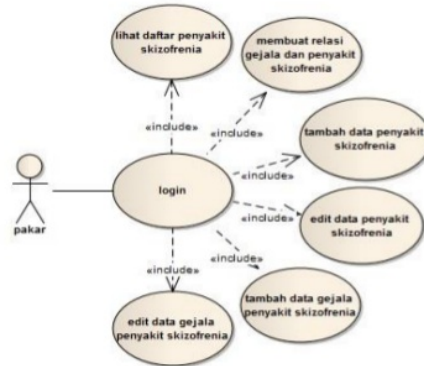 lihat daftar penyakit
skizofrenia
membuat relasi
gejala dan penyakit
skizofrenia
«include»
«include»
tambah data penyakit
skizofrenia
«include»
login
pakar
«include»
edit data penyakit
skizofrenia
«include»
«include»
edit data gejala
penyakit skizofrenia
tambah data gejala
penyakit skizofrenia